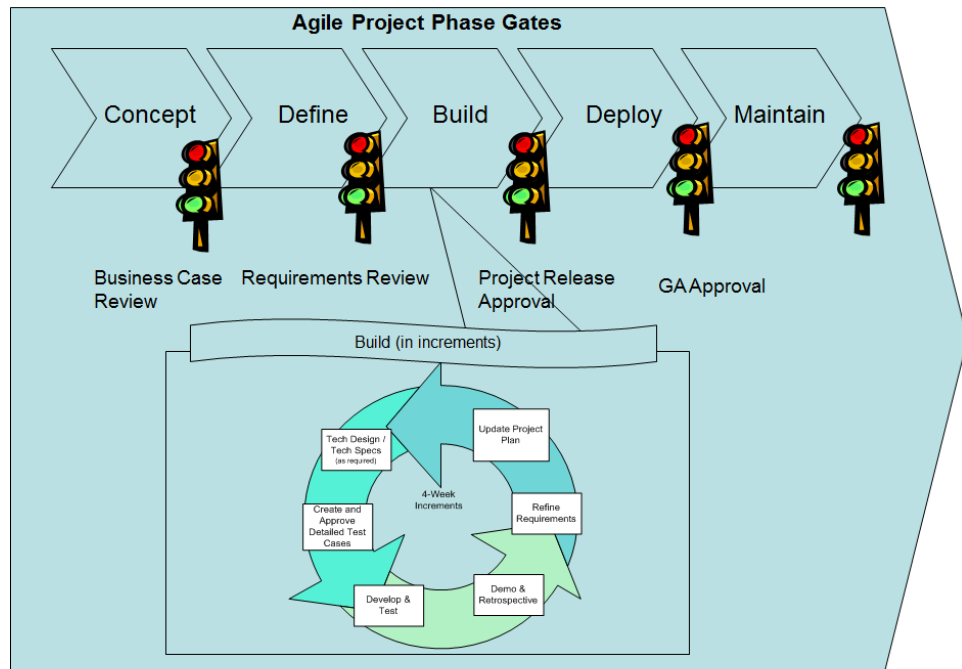 Agile Project Phase Gates
Concept
Define
Build
Deploy
Maintain
Business Case
Review
Requirements Review
Project Release
Approval
GA Approval
Build (in increments)
Tech Design /
Tech Specs
(as required)
Update Project
Plan
4-Week
Increments
Create and
Approve
Detailed Test
Cases
Refine
Requirements
Develop &
Test
Demo &
Retrospective